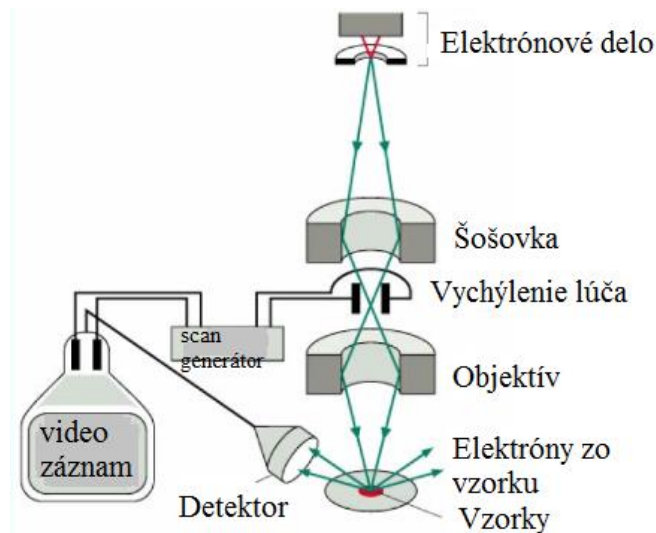 Elektrónové delo
Šošovka
Vychýlenie lúča
scan
generátor
Objektív
video
záznam
Elektróny zo
vzorku
Detektor
Vzorky